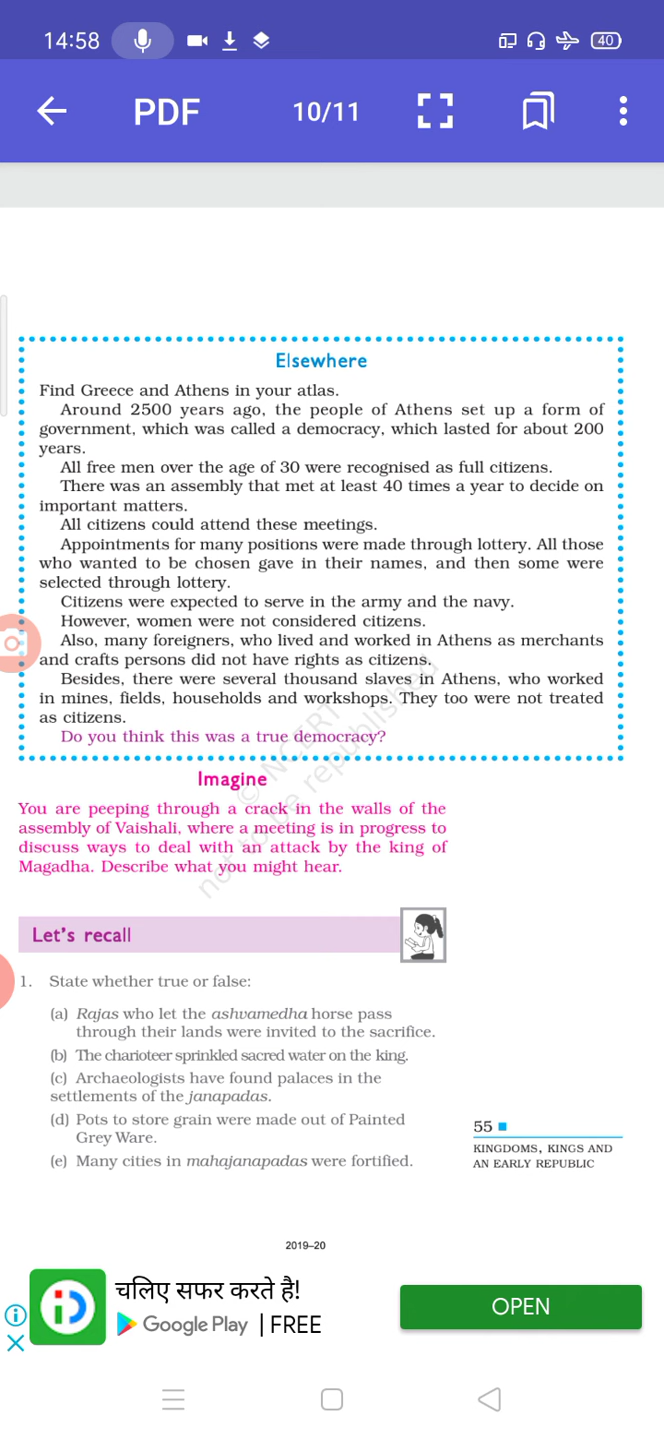 14:58
40
PDF
10/11
Elsewhere
Find Greece and Athens in your atlas.
Around 2500 years ago, the people of Athens set up a form of
government, which was called a democracy, which lasted for about 200
years.
All free men over the age of 30 were recognised as full citizens.
There was an assembly that met at least 40 times a year to decide on
important matters.
All citizens could attend these meetings.
Appointments for many positions were made through lottery. All those
who wanted to be chosen gave in their names, and then some were
selected through lottery.
Citizens were expected to serve in the army and the navy.
However, women were not considered citizens.
Also, many foreigners, who lived and worked in Athens as merchants
and crafts persons did not have rights as citizens.
Besides, there were several thousand slaves in Athens, who worked
in mines, fields, households and workshops. They too were not treated
as citizens.
Do you think this was a true democracy?
© NCERT
not to be republished
Imagine
You are peeping through a crack in the walls of the
assembly of Vaishali, where a meeting is in progress to
discuss ways to deal with an attack by the king of
Magadha. Describe what you might hear.
Let's recall
1. State whether true or false:
(a) Rajas who let the ashvamedha horse pass
through their lands were invited to the sacrifice.
(b) The charioteer sprinkled sacred water on the king.
(c) Archaeologists have found palaces in the
settlements of the janapadas.
(d) Pots to store grain were made out of Painted
Grey Ware.
(e) Many cities in mahajanapadas were fortified.
55
KINGDOMS, KINGS AND
AN EARLY REPUBLIC
2019–20
चलिए सफर करते है!
Google Play | FREE
OPEN